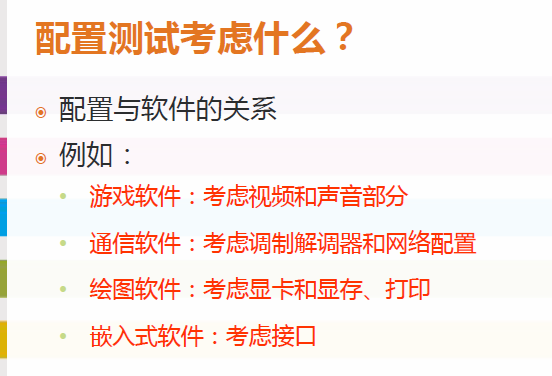 配置测试考虑什么？
配置与软件的关系
例如：
游戏软件：考虑视频和声音部分
通信软件：考虑调制解调器和网络配置
绘图软件：考虑显卡和显存、打印
嵌入式软件：考虑接口